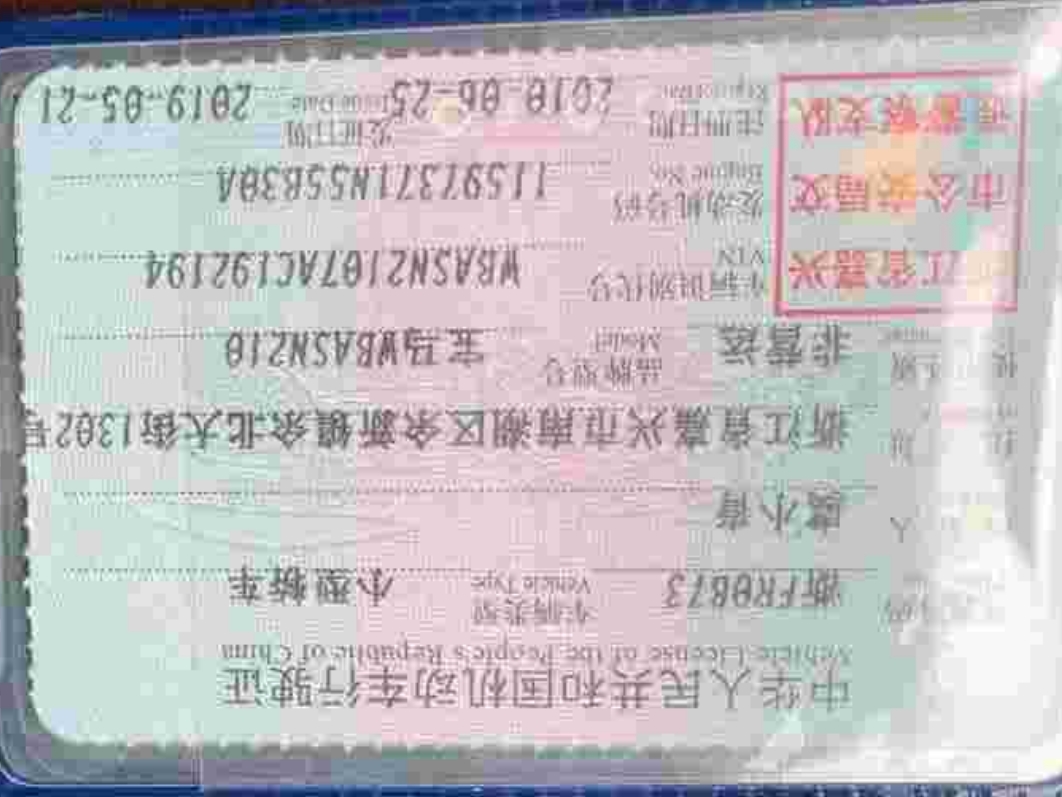 中华人民共和国机动车行驶证
Vehicle License of the People's Republic of China
浙FR0B73 车辆类型 Vehicle Type 小型轿车
虞小育
浙江省嘉兴市南湖区余新镇余北大街1302号
非营运 品牌型号 Model 宝马WBASN210
江省嘉兴
市公安局交
通警察支队
车辆识别代号 VIN WBASN2107AC192194
发动机号码 Engine No. 11597371N55B30A
注册日期 Register Date 2010-06-25 发证日期 Issue Date 2019-05-21